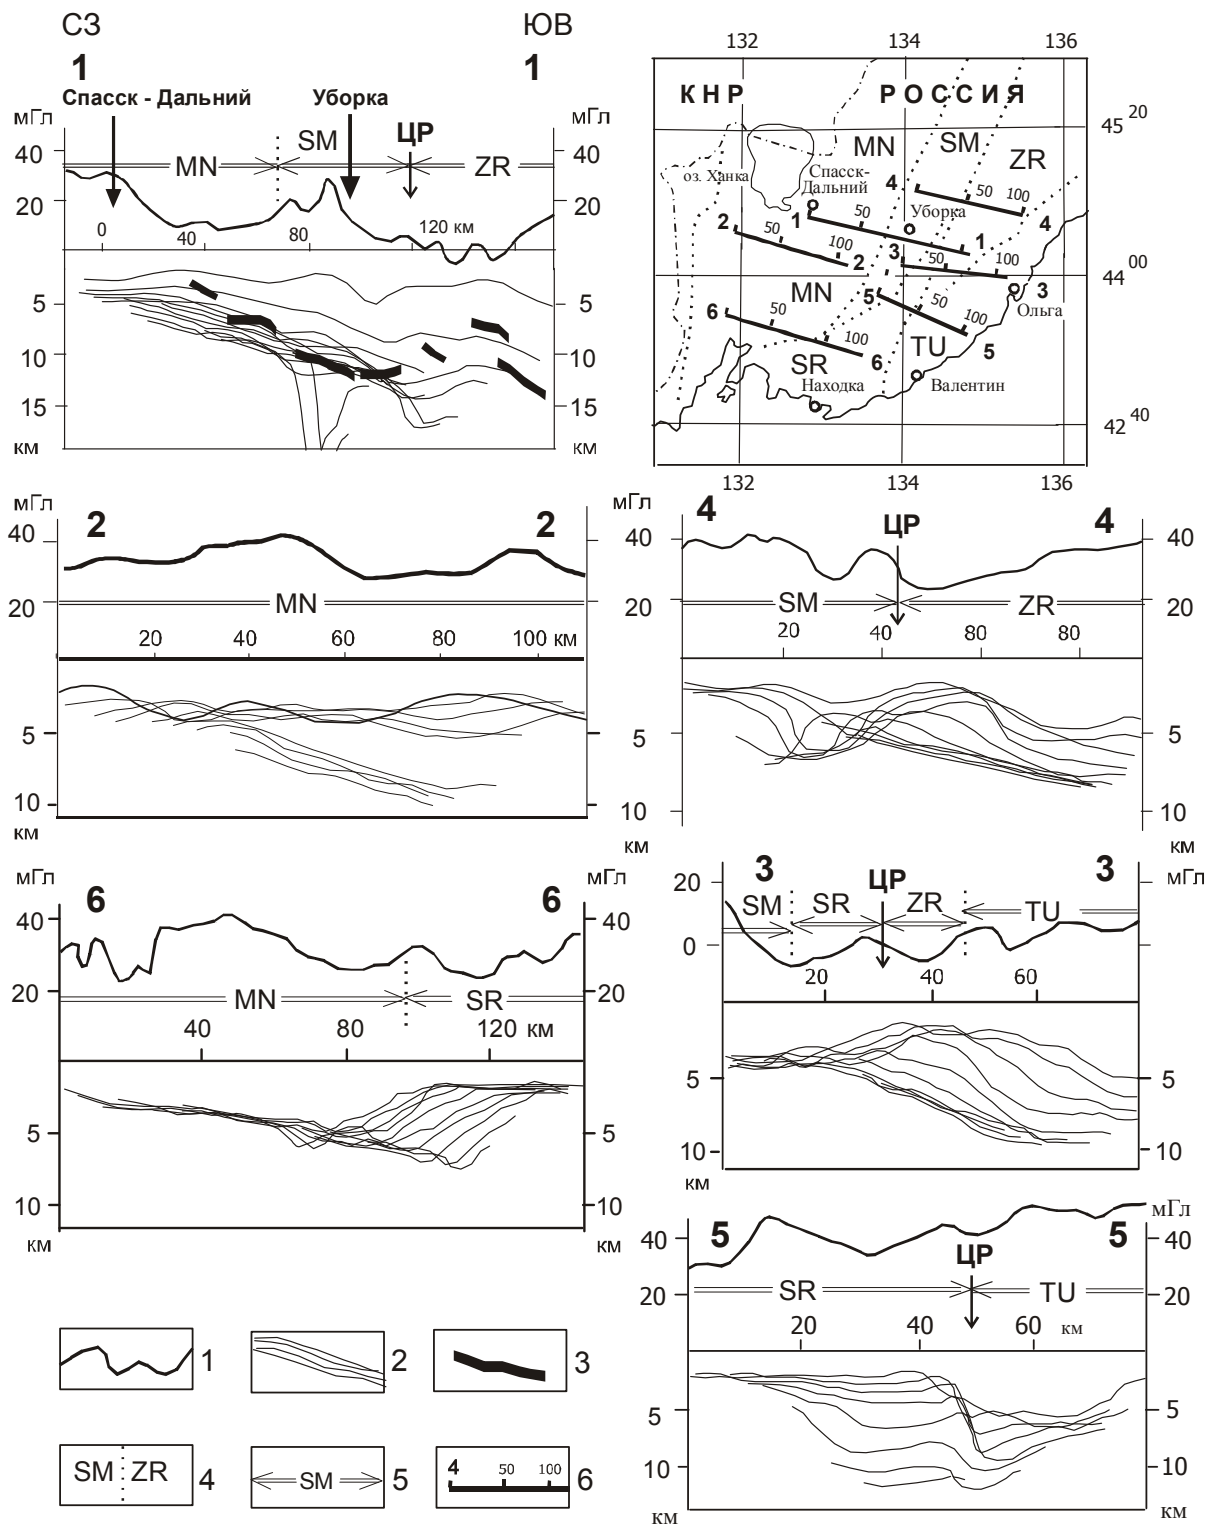 СЗ ЮВ
1 1
Спасск - Дальний Уборка
мГл SM ЦР мГл
40 MN ZR 40
20 20
0 40 80 120 км
5 5
10 10
15 15
км км
132 134 136
КНР РОССИЯ
45 20
MN SM ZR
оз. Ханка
Спасск-
Дальний
4 50 100 4
1 50 Уборка 1
2 50 100 2
3 50 100 3
44 00
Ольга
MN
5 50 100 5
6 50 100 6
SR TU
Находка Валентин
42 40
132 134 136
мГл 2 2 мГл
40 40
20 MN 20
20 40 60 80 100 км
5 5
10 10
км км
4 ЦР 4 мГл
40
SM ZR 20
20 40 80 80
5
10
км
мГл 6 6 мГл
40 40
20 MN SR 20
40 80 120 км
5 5
10 10
км км
3 ЦР 3 мГл
20
SM SR ZR TU
0 0
20 40 60
5 5
10 10
км км
5 ЦР 5 мГл
40 40
20 SR TU 20
20 40 60 км
5 5
10 10
км км
1 2 3
SM ZR 4
SM 5
4 50 100 6